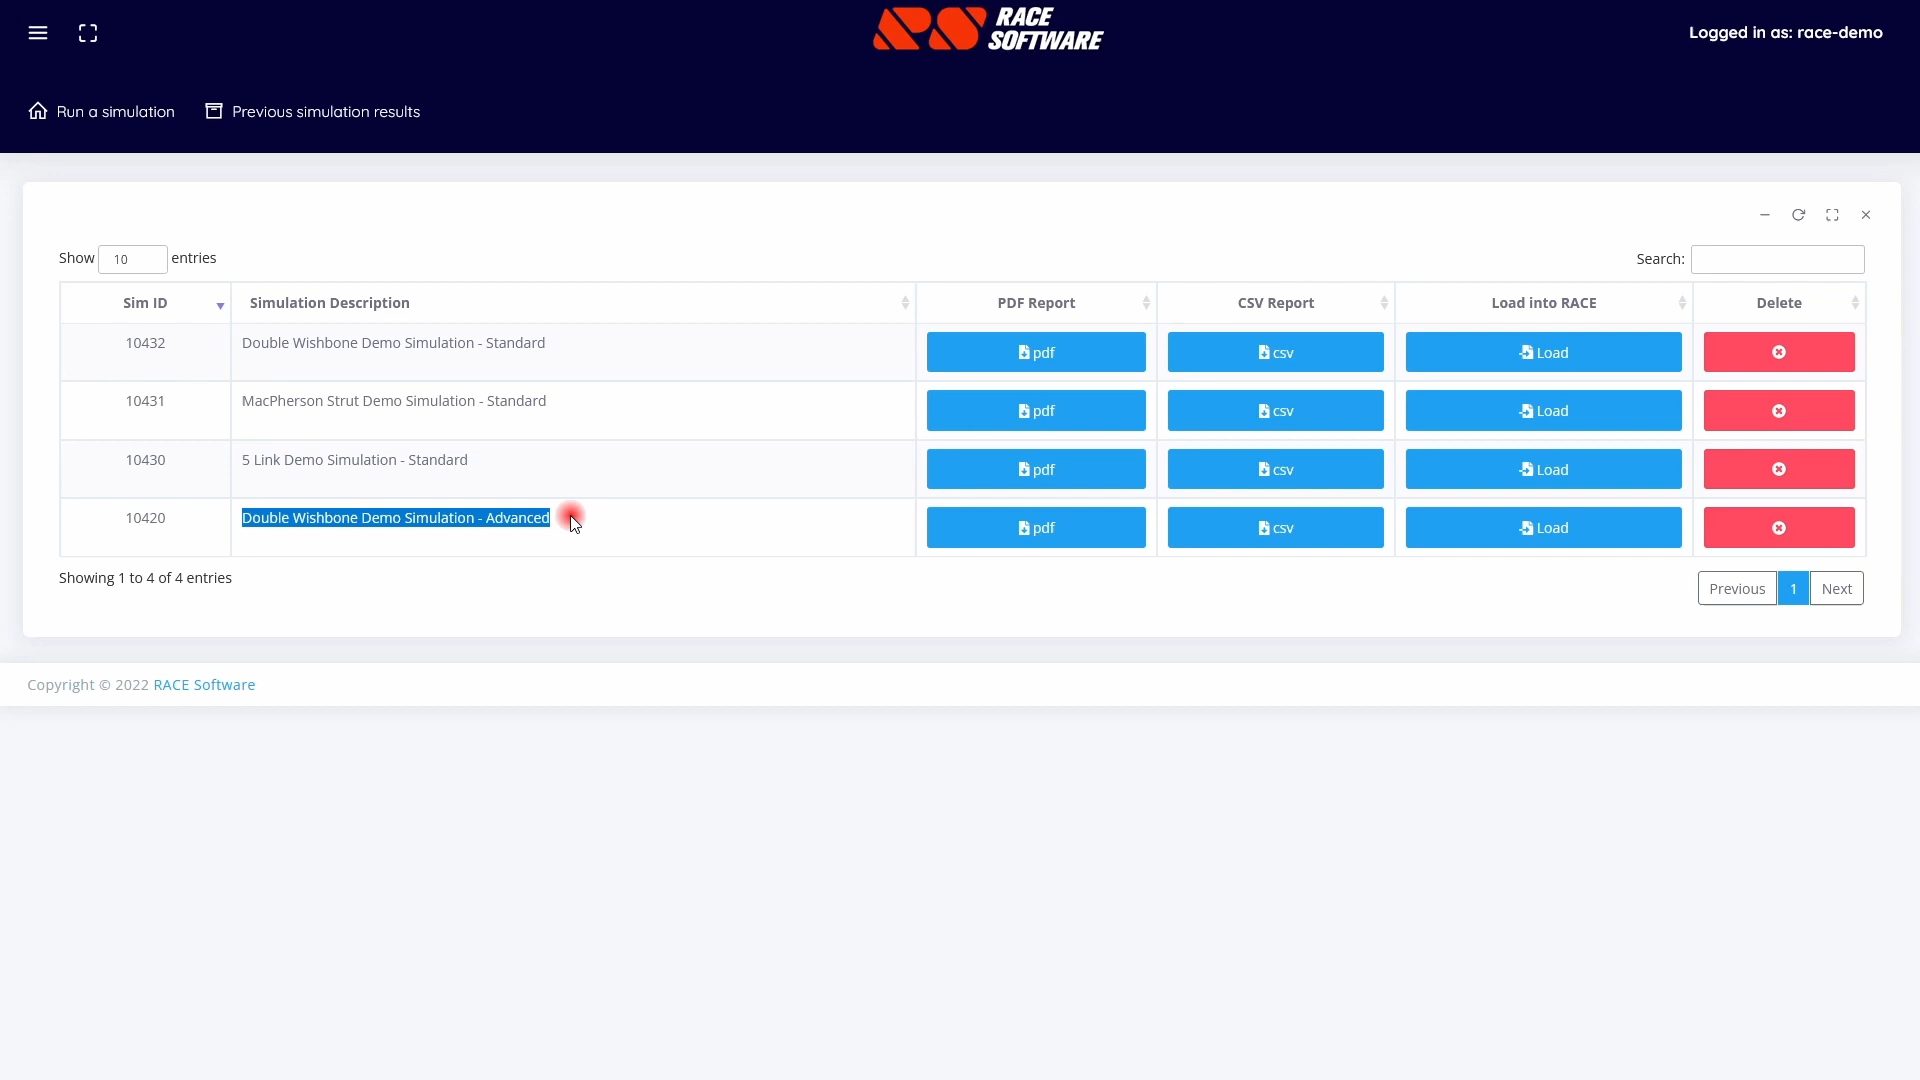 RACE
SOFTWARE
Logged in as: race-demo
Run a simulation
Previous simulation results
Show 10 entries
Search:
Sim ID Simulation Description PDF Report CSV Report Load into RACE Delete
10432 Double Wishbone Demo Simulation - Standard pdf csv Load
10431 MacPherson Strut Demo Simulation - Standard pdf csv Load
10430 5 Link Demo Simulation - Standard pdf csv Load
10420 Double Wishbone Demo Simulation - Advanced pdf csv Load
Showing 1 to 4 of 4 entries
Previous 1 Next
Copyright © 2022 RACE Software